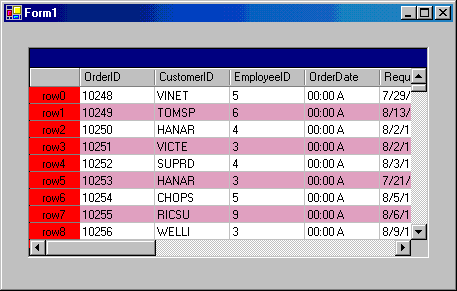 Form1
OrderID CustomerID EmployeeID OrderDate Requ
row0 10248 VINET 5 00:00 A 7/29/1
row1 10249 TOMSP 6 00:00 A 8/13/
row2 10250 HANAR 4 00:00 A 8/2/1
row3 10251 VICTE 3 00:00 A 8/2/1
row4 10252 SUPRD 4 00:00 A 8/3/1
row5 10253 HANAR 3 00:00 A 7/21/
row6 10254 CHOPS 5 00:00 A 8/5/1
row7 10255 RICSU 9 00:00 A 8/6/1
row8 10256 WELLI 3 00:00 A 8/9/1